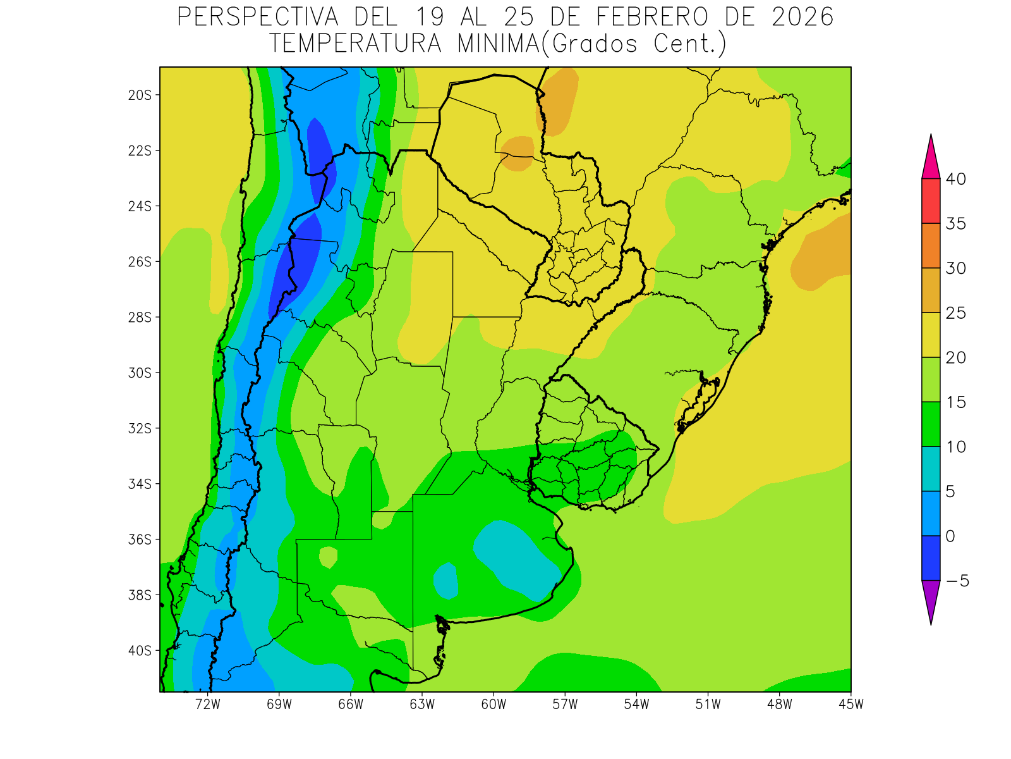 PERSPECTIVA DEL 19 AL 25 DE FEBRERO DE 2026
TEMPERATURA MINIMA(Grados Cent.)
20S
22S
24S
26S
28S
30S
32S
34S
36S
38S
40S
72W 69W 66W 63W 60W 57W 54W 51W 48W 45W
40
35
30
25
20
15
10
5
0
−5